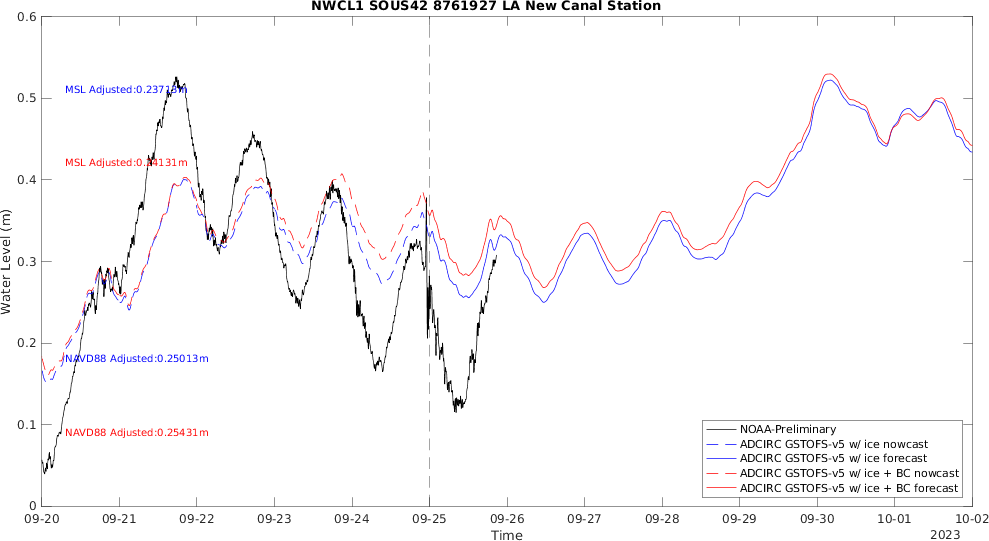 NWCL1 SOUS42 8761927 LA New Canal Station
0.6
0.5
0.4
0.3
0.2
0.1
0
Water Level (m)
MSL Adjusted:0.23713m
MSL Adjusted:0.24131m
NAVD88 Adjusted:0.25013m
NAVD88 Adjusted:0.25431m
NOAA-Preliminary
ADCIRC GSTOFS-v5 w/ ice nowcast
ADCIRC GSTOFS-v5 w/ ice forecast
ADCIRC GSTOFS-v5 w/ ice + BC nowcast
ADCIRC GSTOFS-v5 w/ ice + BC forecast
09-20 09-21 09-22 09-23 09-24 09-25 09-26 09-27 09-28 09-29 09-30 10-01 10-02
Time
2023